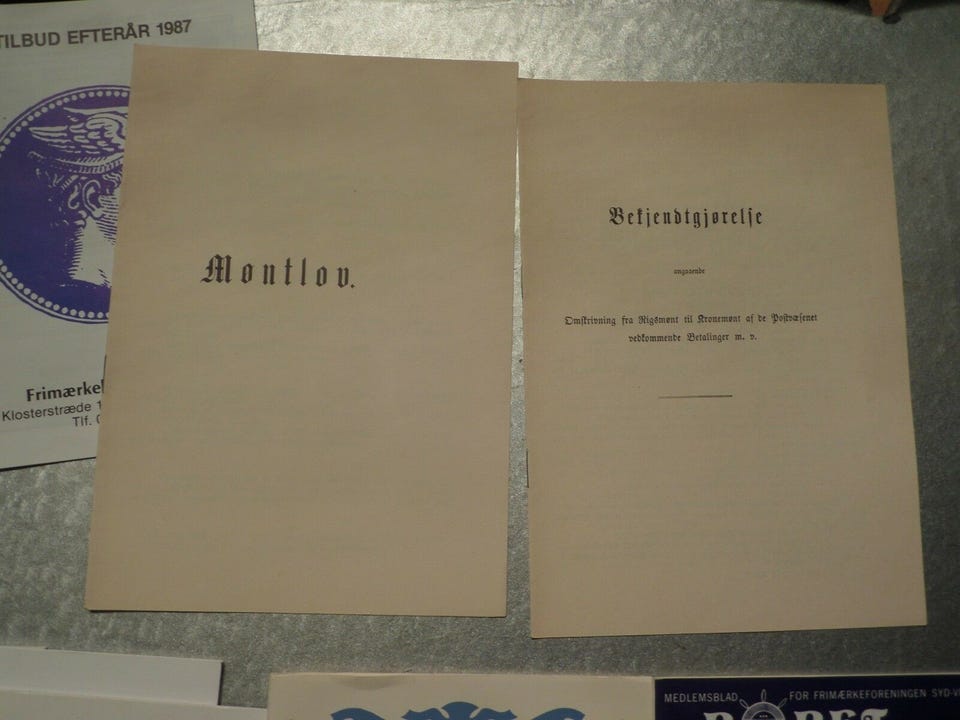 TILBUD EFTERÅR 1987
Frimærke
Klosterstræde 1
Tlf.
Møntlov.
Bekjendtgjørelse
angaaende
Omskrivning fra Rigsmønt til Kronemønt af de Postvæsenet
vedkommende Betalinger m. v.
MEDLEMSBLAD FOR FRIMÆRKEFORENINGEN SYD-V